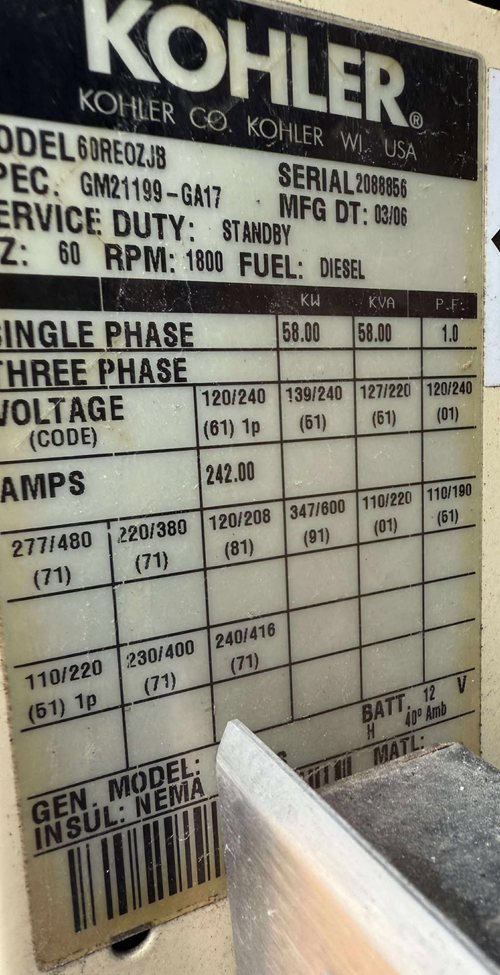 KOHLER®
KOHLER CO. KOHLER WI. USA
ODEL 60REOZJB
PEC. GM21199-GA17 SERIAL 2088856
ERVICE DUTY: STANDBY MFG DT: 03/06
Z: 60 RPM: 1800 FUEL: DIESEL
KW KVA P.F.
SINGLE PHASE 58.00 58.00 1.0
THREE PHASE
VOLTAGE 120/240 139/240 127/220 120/240
(CODE) (61) 1p (51) (51) (01)
AMPS 242.00
277/480 220/380 120/208 347/600 110/220 110/190
(71) (71) (81) (91) (01) (51)
110/220 230/400 240/416
(51) 1p (71) (71)
BATT. 12 V
GEN. MODEL: H 40º Amb
INSUL: NEMA MATL: